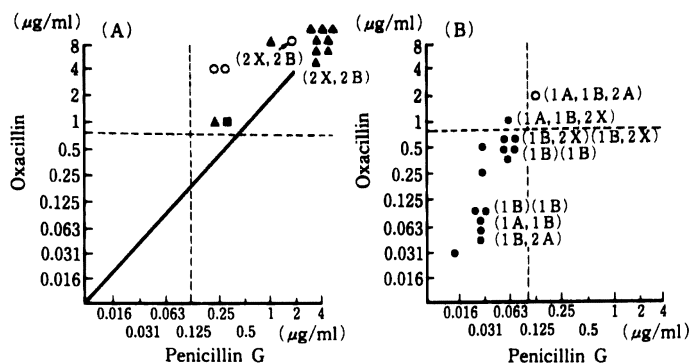 (μg/ml)
(A)
8
4
2
1
0.5
0.25
0.125
0.063
0.031
0.016
Oxacillin
(2X, 2B)
(2X, 2B)
0.016 0.063 0.25 1 2 4
0.031 0.125 0.5 (μg/ml)
Penicillin G
(μg/ml)
(B)
8
4
2
1
0.5
0.25
0.125
0.063
0.031
0.016
Oxacillin
(1A, 1B, 2A)
(1A, 1B, 2X)
(1B, 2X)(1B, 2X)
(1B)(1B)
(1B)(1B)
(1A, 1B)
(1B, 2A)
0.016 0.063 0.25 1 2 4
0.031 0.125 0.5 (μg/ml)
Penicillin G